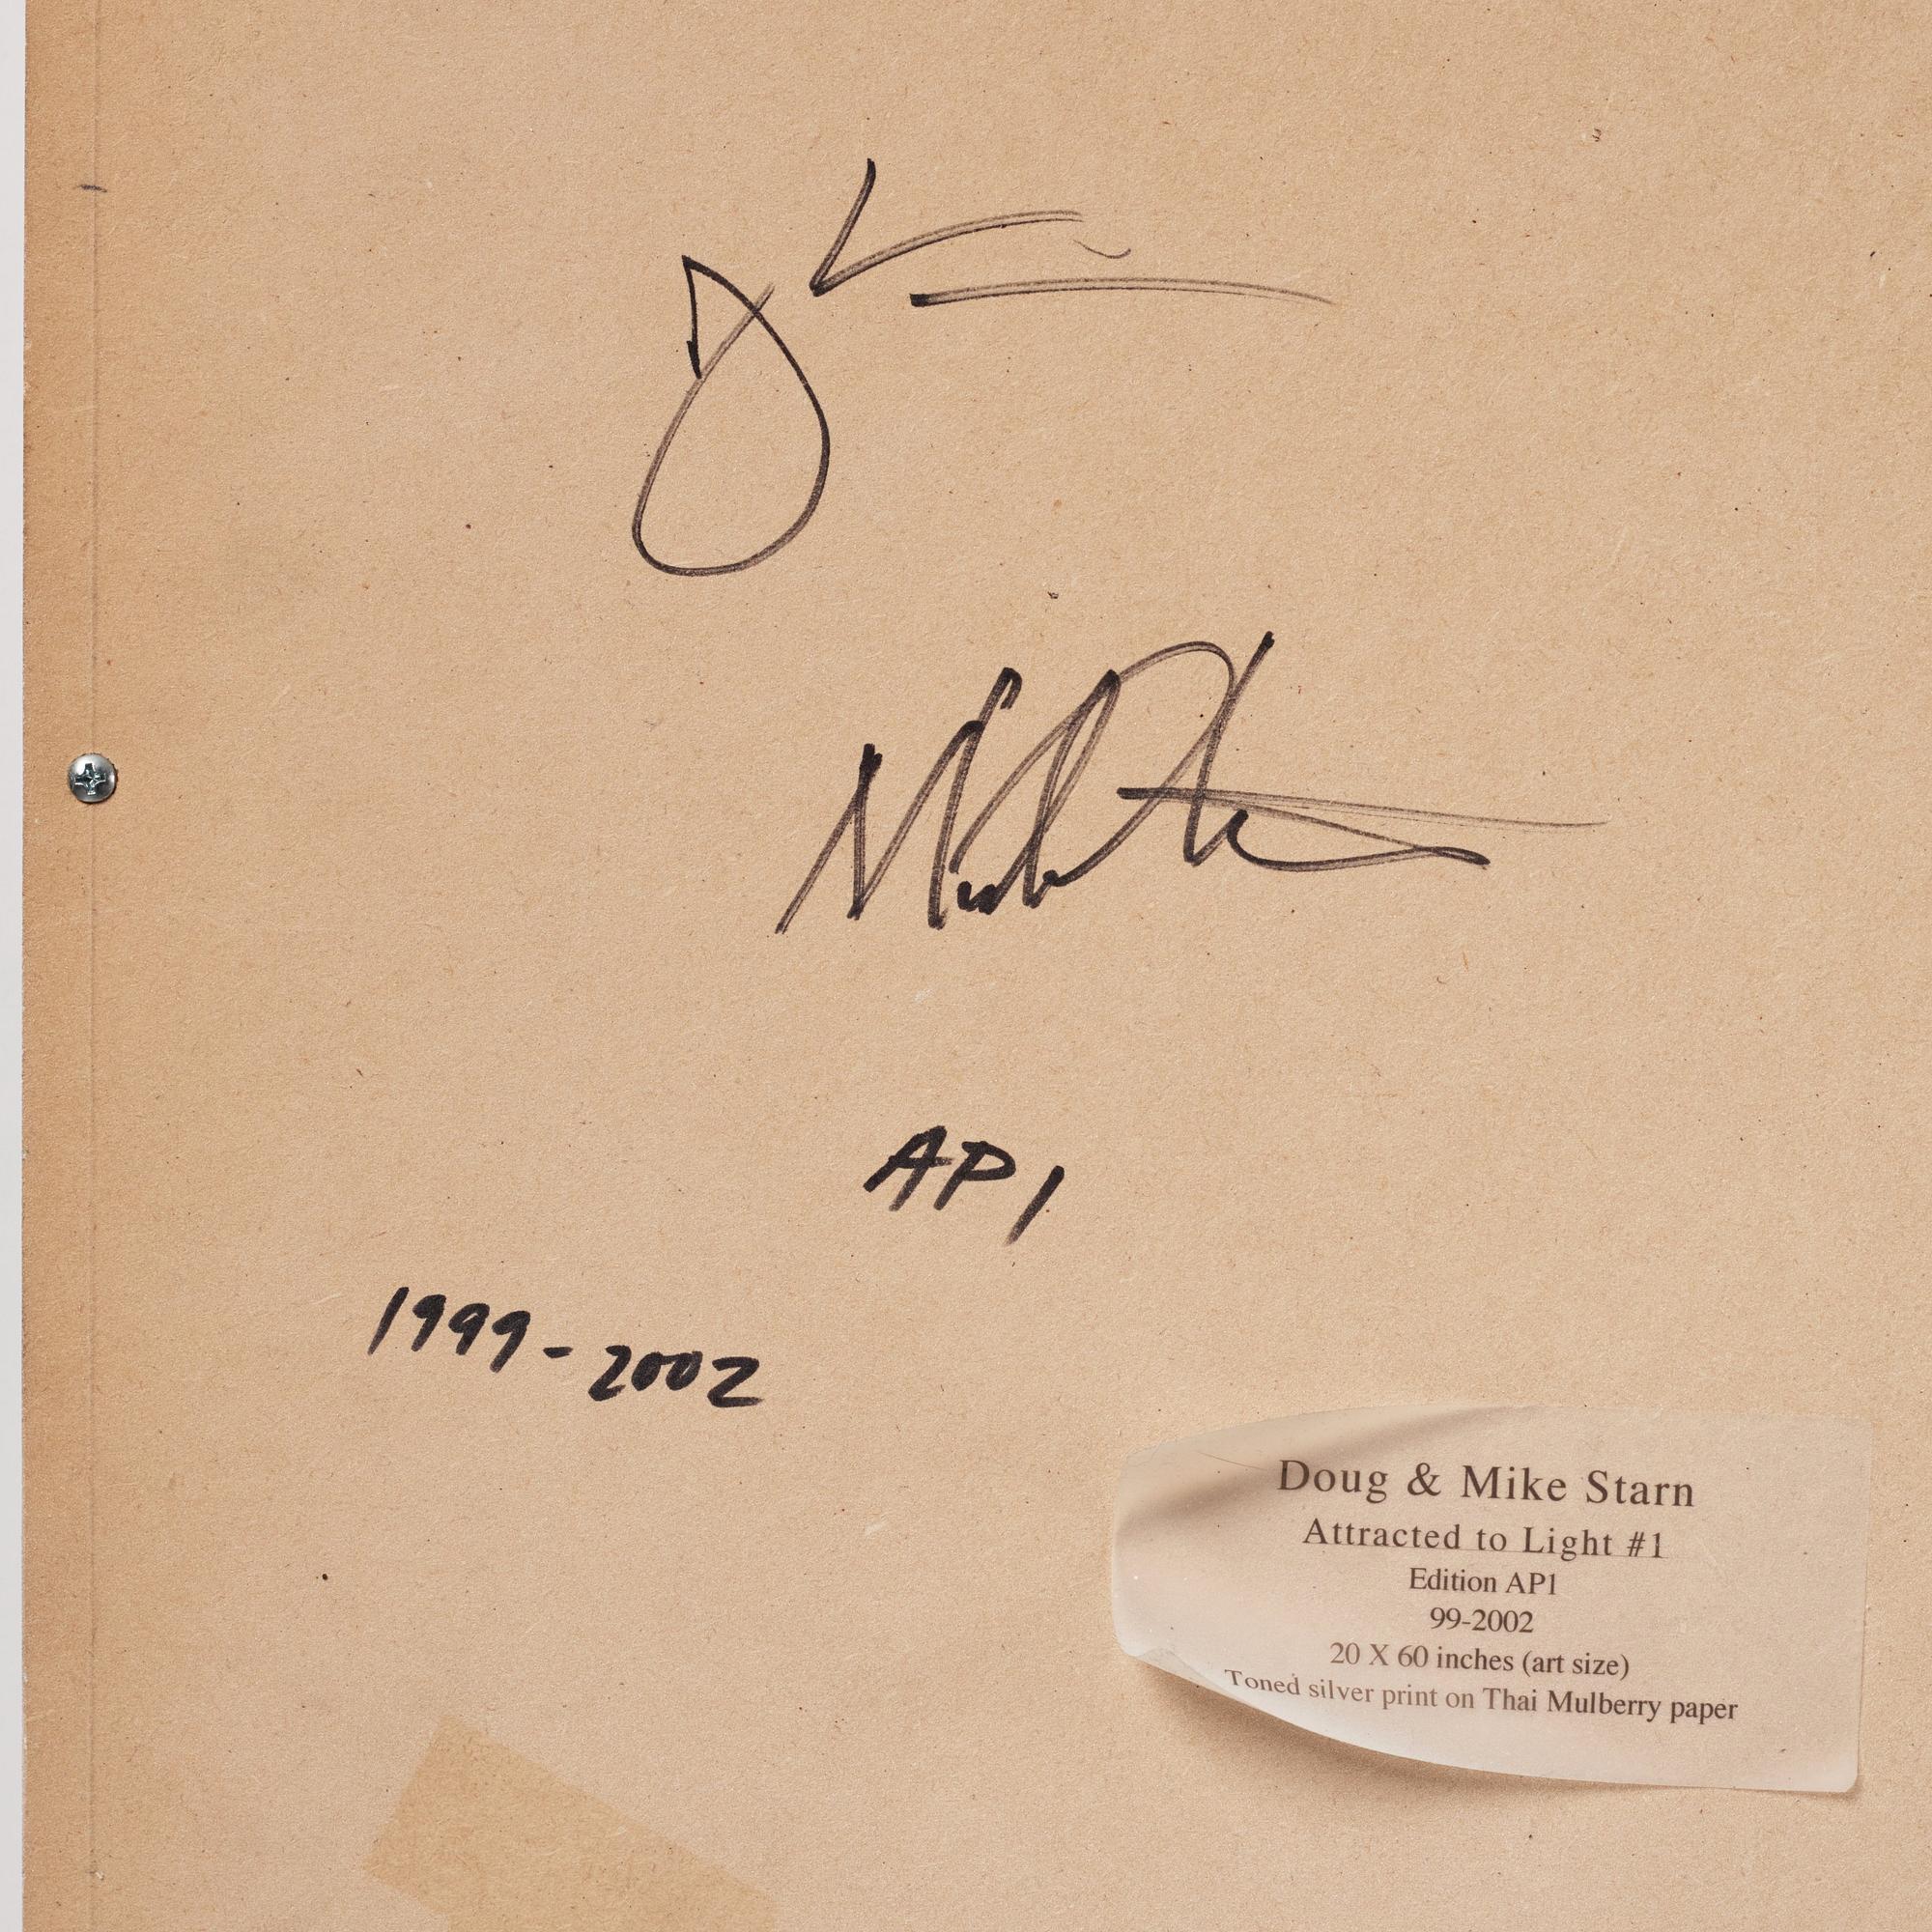 AP1
1999-2002
Doug & Mike Starn
Attracted to Light #1
Edition AP1
99-2002
20 X 60 inches (art size)
Toned silver print on Thai Mulberry paper